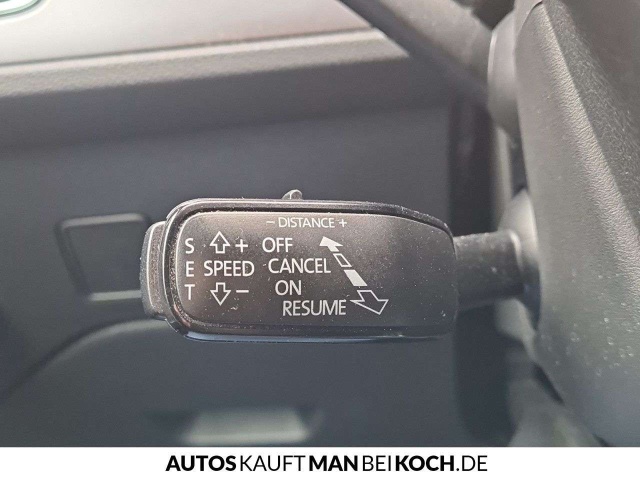 - DISTANCE +
S + OFF
E SPEED CANCEL
T - ON
RESUME
AUTOSKAUFTMANBEIKOCH.DE